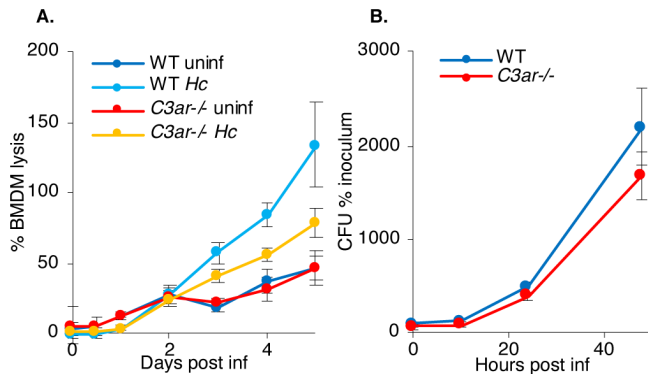 A.
200
150
100
50
0
% BMDM lysis
WT uninf
WT Hc
C3ar-/- uninf
C3ar-/- Hc
0 2 4
Days post inf
B.
3000
2000
1000
0
CFU % inoculum
WT
C3ar-/-
0 20 40
Hours post inf